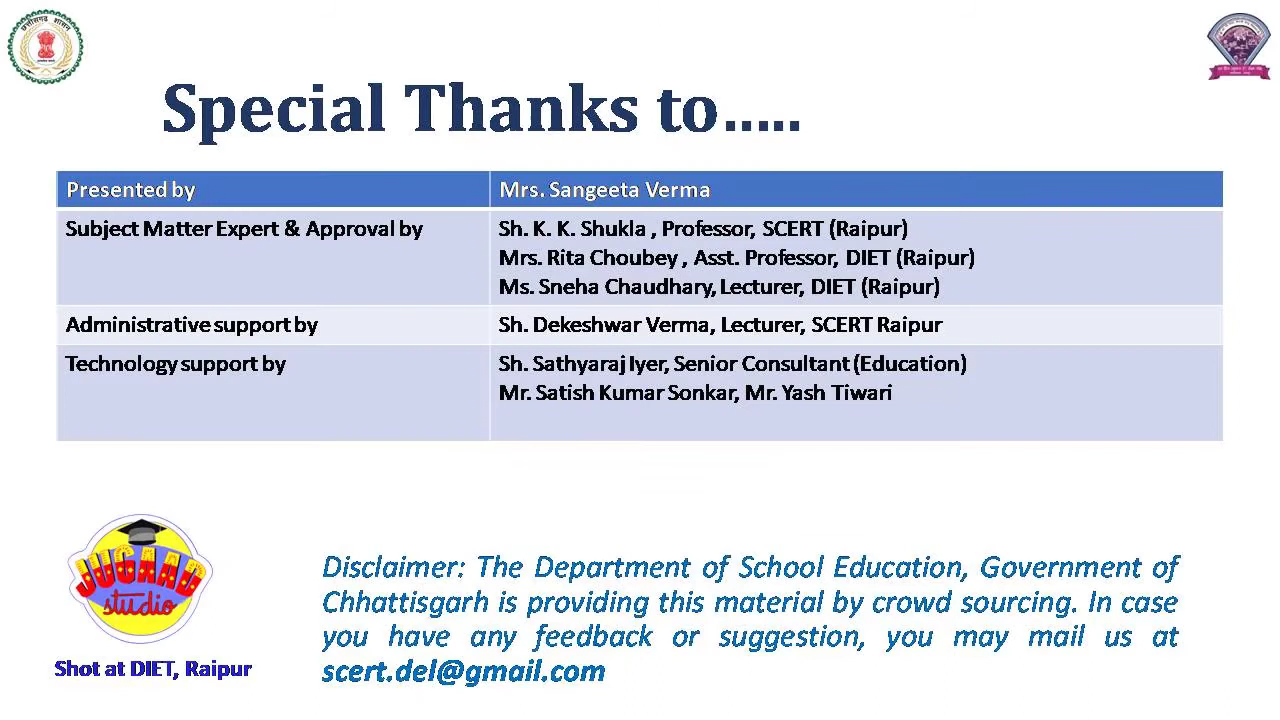 छत्तीसगढ़ शासन
Special Thanks to.....
Presented by
Mrs. Sangeeta Verma
Subject Matter Expert & Approval by
Sh. K. K. Shukla , Professor, SCERT (Raipur)
Mrs. Rita Choubey , Asst. Professor, DIET (Raipur)
Ms. Sneha Chaudhary, Lecturer, DIET (Raipur)
Administrative support by
Sh. Dekeshwar Verma, Lecturer, SCERT Raipur
Technology support by
Sh. Sathyaraj Iyer, Senior Consultant (Education)
Mr. Satish Kumar Sonkar, Mr. Yash Tiwari
JUGAAD
studio
Shot at DIET, Raipur
Disclaimer: The Department of School Education, Government of
Chhattisgarh is providing this material by crowd sourcing. In case
you have any feedback or suggestion, you may mail us at
scert.del@gmail.com